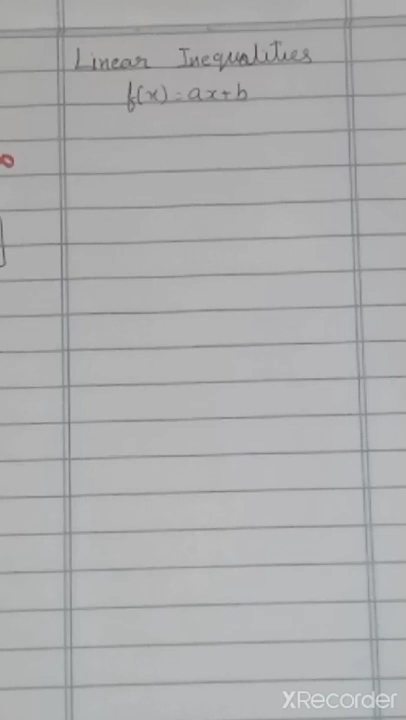 Linear Inequalities
f(x) = ax+b
XRecorder